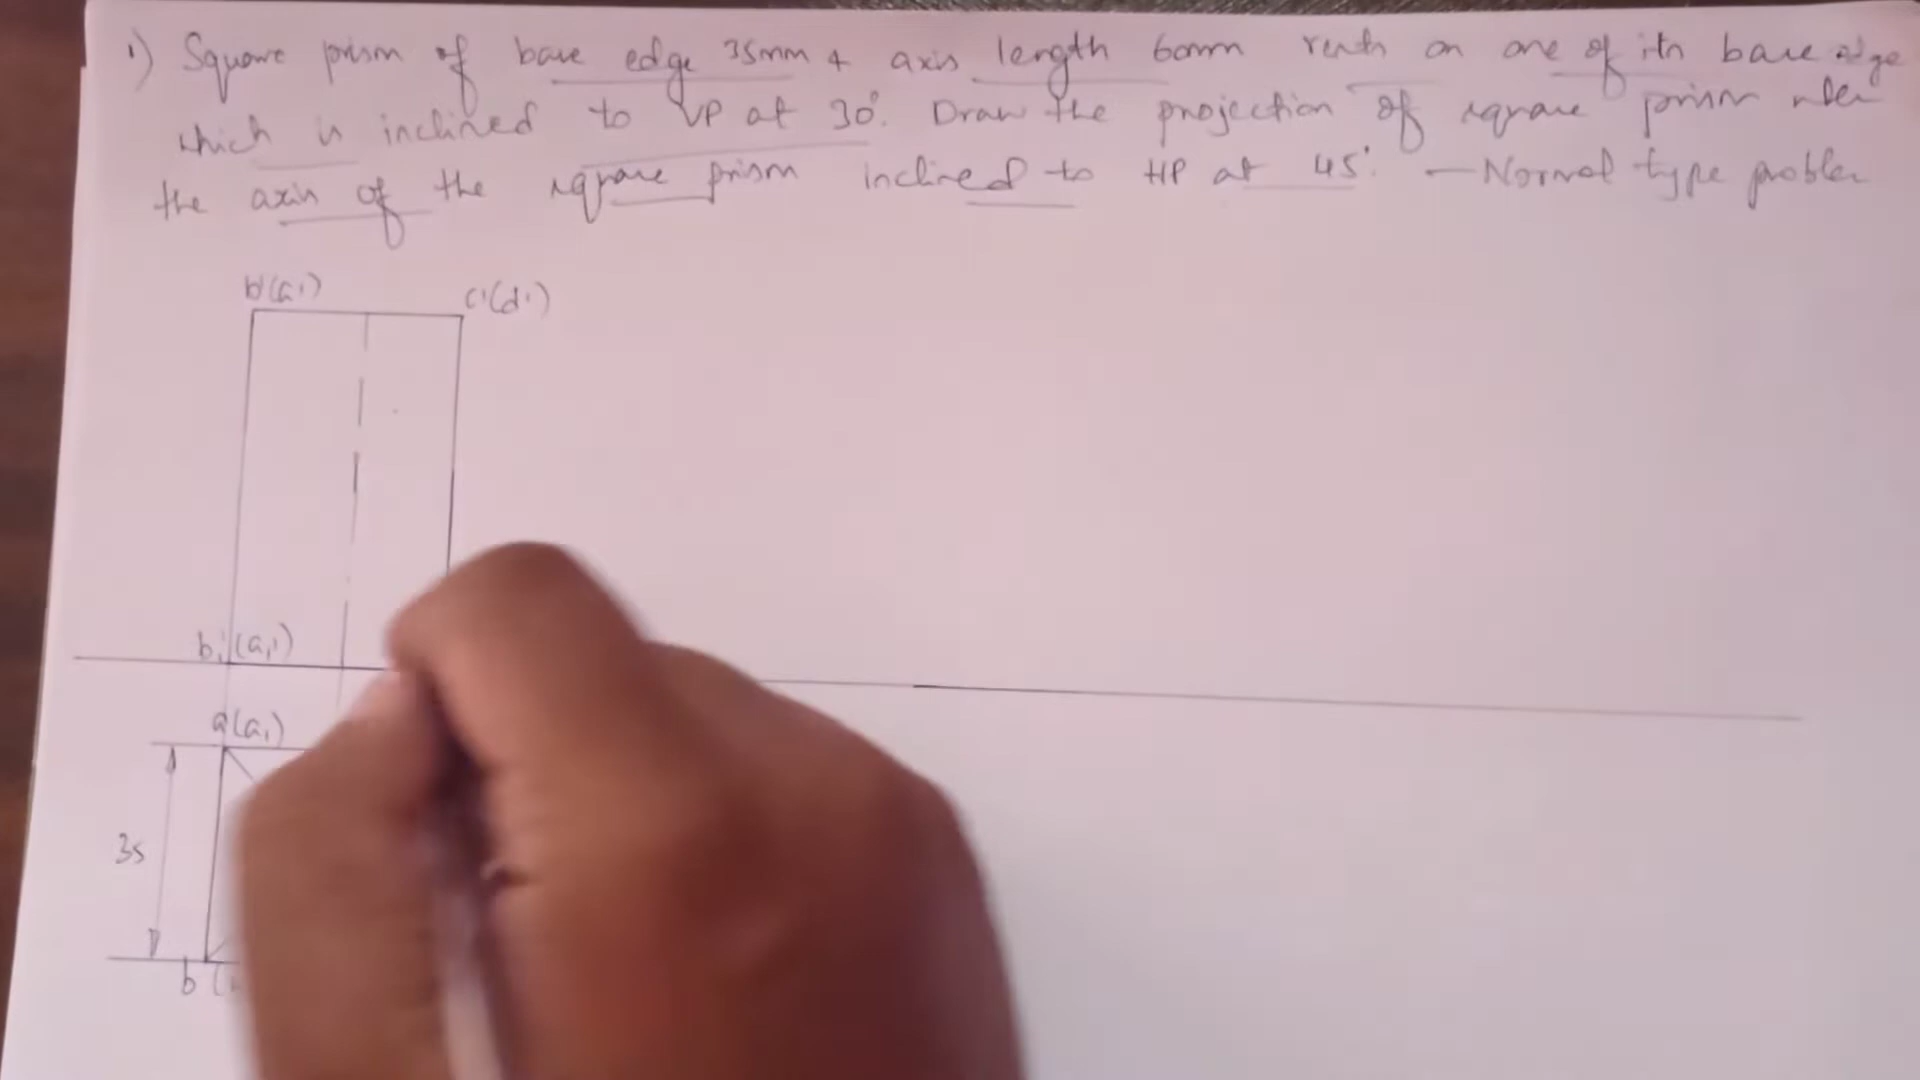 1) Square prism of base edge 35mm & axis length 60mm rests on one of its base edge
which is inclined to VP at 30°. Draw the projection of square prism when
the axis of the square prism inclined to HP at 45°. — Normal type problem
b'(a') c'(d')
b₁'(a₁')
a(a₁)
35
b